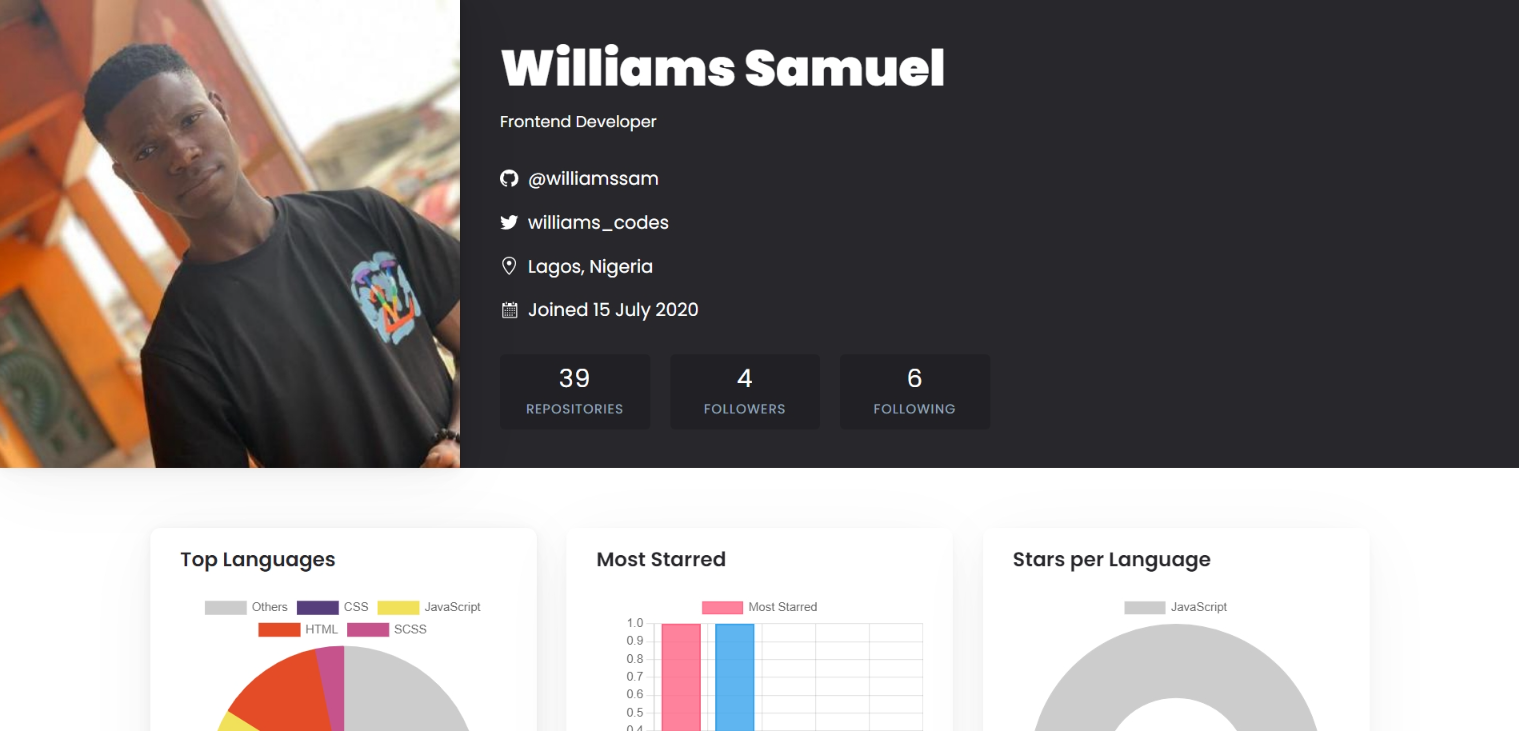 Williams Samuel
Frontend Developer
@williamssam
williams_codes
Lagos, Nigeria
Joined 15 July 2020
39 4 6
REPOSITORIES FOLLOWERS FOLLOWING
Top Languages
Others CSS JavaScript
HTML SCSS
Most Starred
Most Starred
1.0
0.9
0.8
0.7
0.6
0.5
0.4
Stars per Language
JavaScript